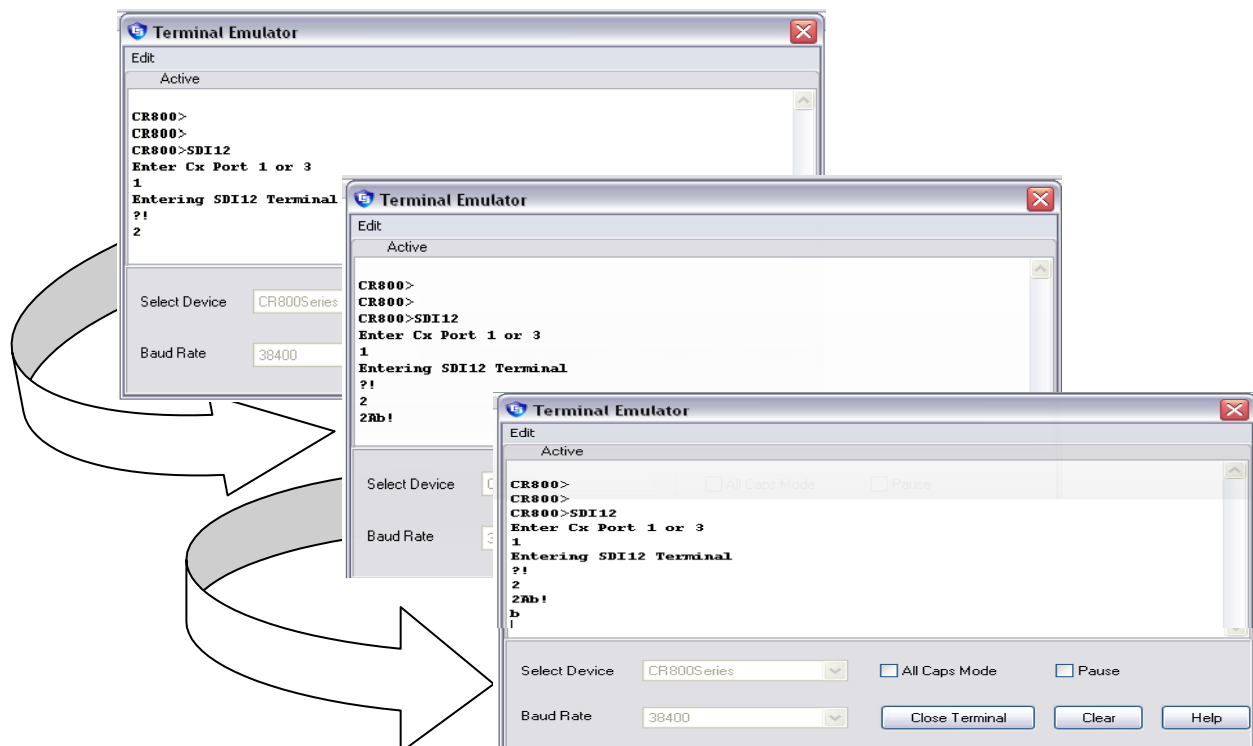 Terminal Emulator
Edit
Active
CR800>
CR800>
CR800>SDI12
Enter Cx Port 1 or 3
1
Entering SDI12 Terminal
?!
2
Select Device CR800Series
Baud Rate 38400
Terminal Emulator
Edit
Active
CR800>
CR800>
CR800>SDI12
Enter Cx Port 1 or 3
1
Entering SDI12 Terminal
?!
2
2Ab!
Select Device All Caps Mode Pause
Baud Rate
Terminal Emulator
Edit
Active
CR800>
CR800>
CR800>SDI12
Enter Cx Port 1 or 3
1
Entering SDI12 Terminal
?!
2
2Ab!
b
Select Device CR800Series All Caps Mode Pause
Baud Rate 38400 Close Terminal Clear Help